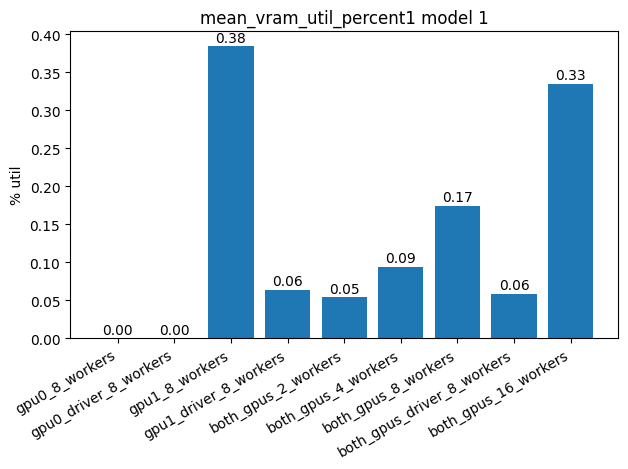 mean_vram_util_percent1 model 1
% util
0.40
0.35
0.30
0.25
0.20
0.15
0.10
0.05
0.00
0.00
0.00
0.38
0.06
0.05
0.09
0.17
0.06
0.33
gpu0_8_workers
gpu0_driver_8_workers
gpu1_8_workers
gpu1_driver_8_workers
both_gpus_2_workers
both_gpus_4_workers
both_gpus_8_workers
both_gpus_driver_8_workers
both_gpus_16_workers